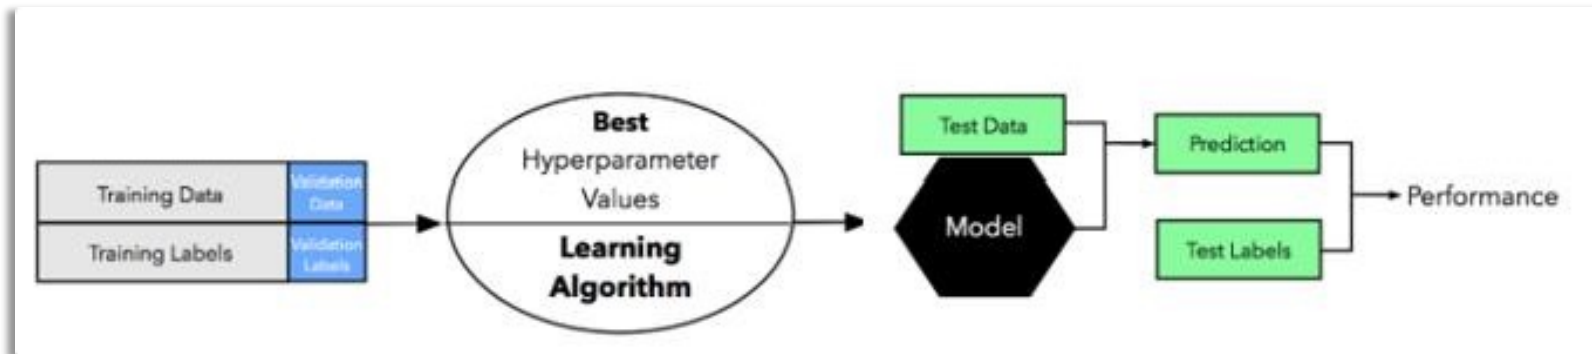 Training Data
Validation
Data
Training Labels
Validation
Labels
Best
Hyperparameter
Values
Learning
Algorithm
Test Data
Model
Prediction
Test Labels
Performance